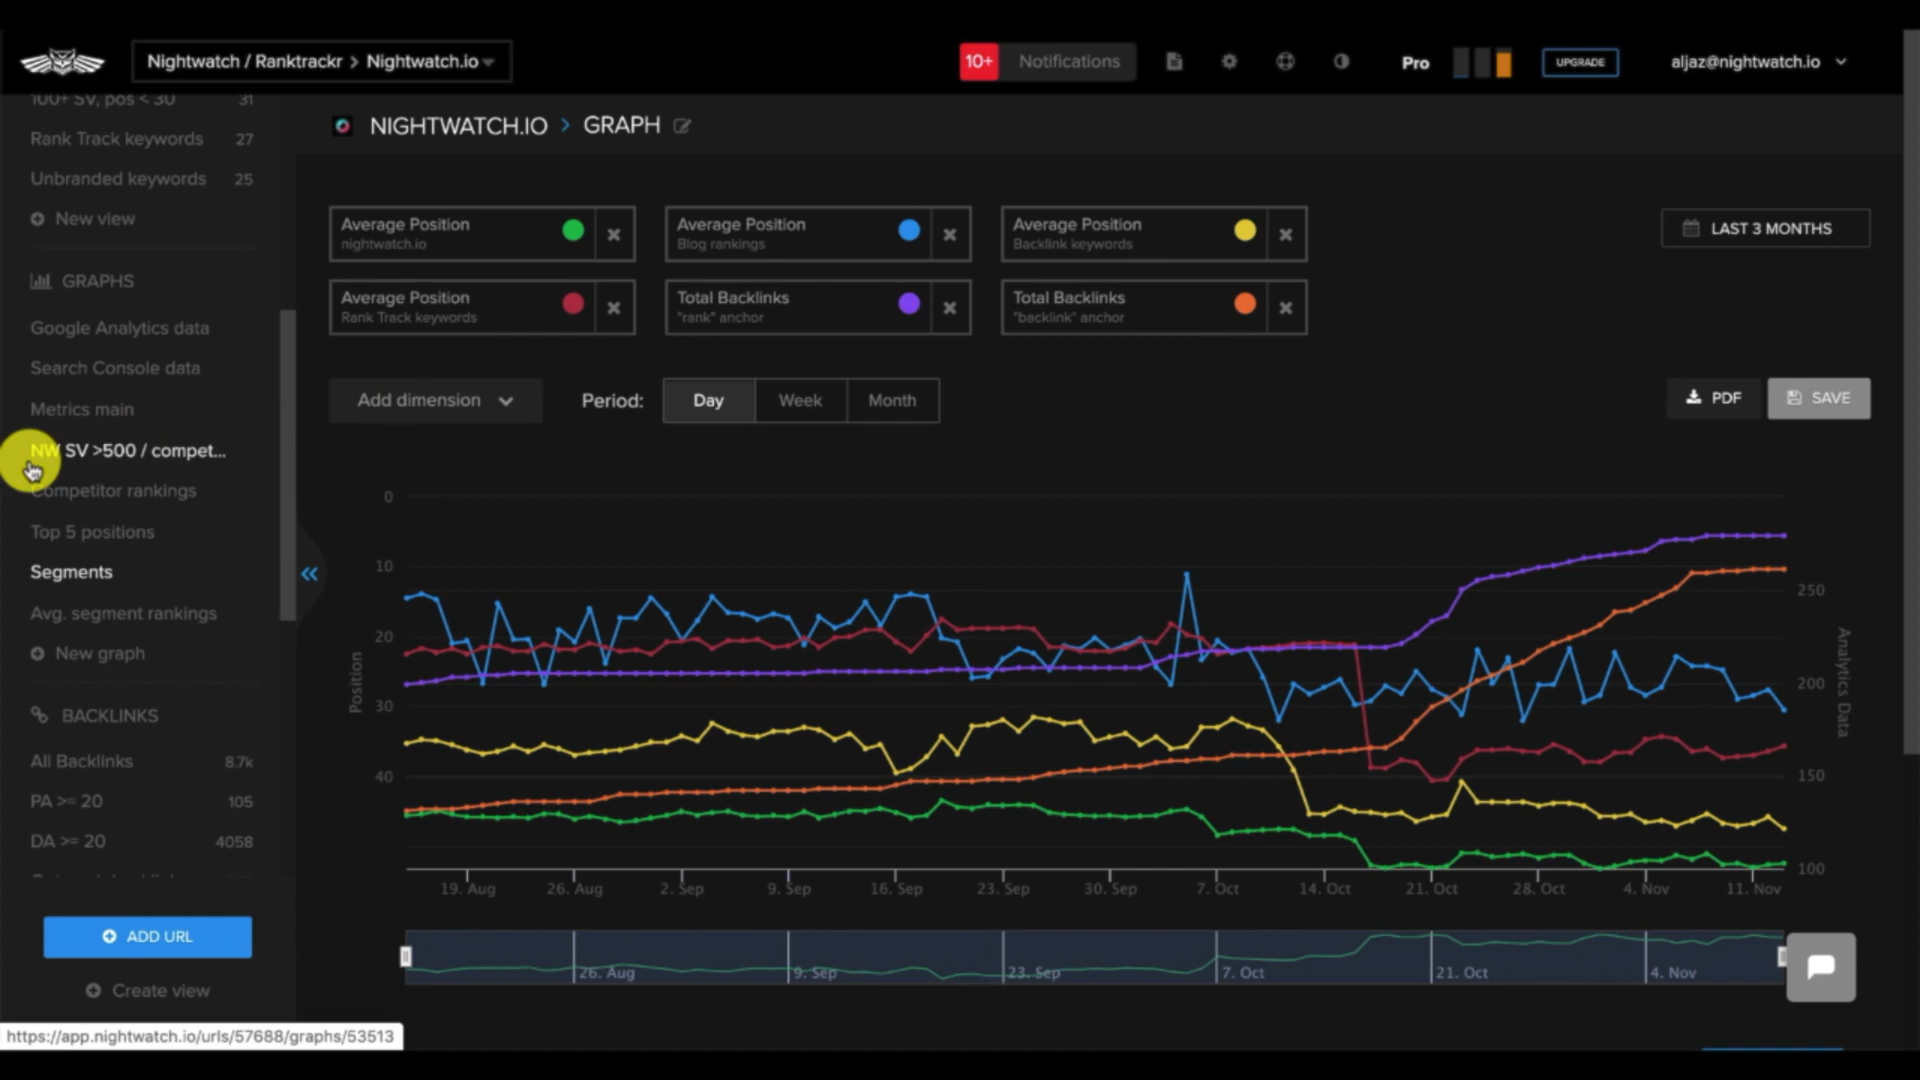 Nightwatch / Ranktrackr > Nightwatch.io
10+ Notifications
Pro
UPGRADE
aljaz@nightwatch.io
100+ SV, pos < 30 31
Rank Track keywords 27
Unbranded keywords 25
New view
GRAPHS
Google Analytics data
Search Console data
Metrics main
NW SV >500 / compet...
Competitor rankings
Top 5 positions
Segments
Avg. segment rankings
New graph
BACKLINKS
All Backlinks 8.7k
PA >= 20 105
DA >= 20 4058
ADD URL
Create view
https://app.nightwatch.io/urls/57688/graphs/53513
NIGHTWATCH.IO > GRAPH
Average Position
nightwatch.io
Average Position
Blog rankings
Average Position
Backlink keywords
LAST 3 MONTHS
Average Position
Rank Track keywords
Total Backlinks
"rank" anchor
Total Backlinks
"backlink" anchor
Add dimension
Period: Day Week Month
PDF
SAVE
0
10
20
30
40
Position
250
200
150
100
Analytics Data
19. Aug 26. Aug 2. Sep 9. Sep 16. Sep 23. Sep 30. Sep 7. Oct 14. Oct 21. Oct 28. Oct 4. Nov 11. Nov
26. Aug 9. Sep 23. Sep 7. Oct 21. Oct 4. Nov